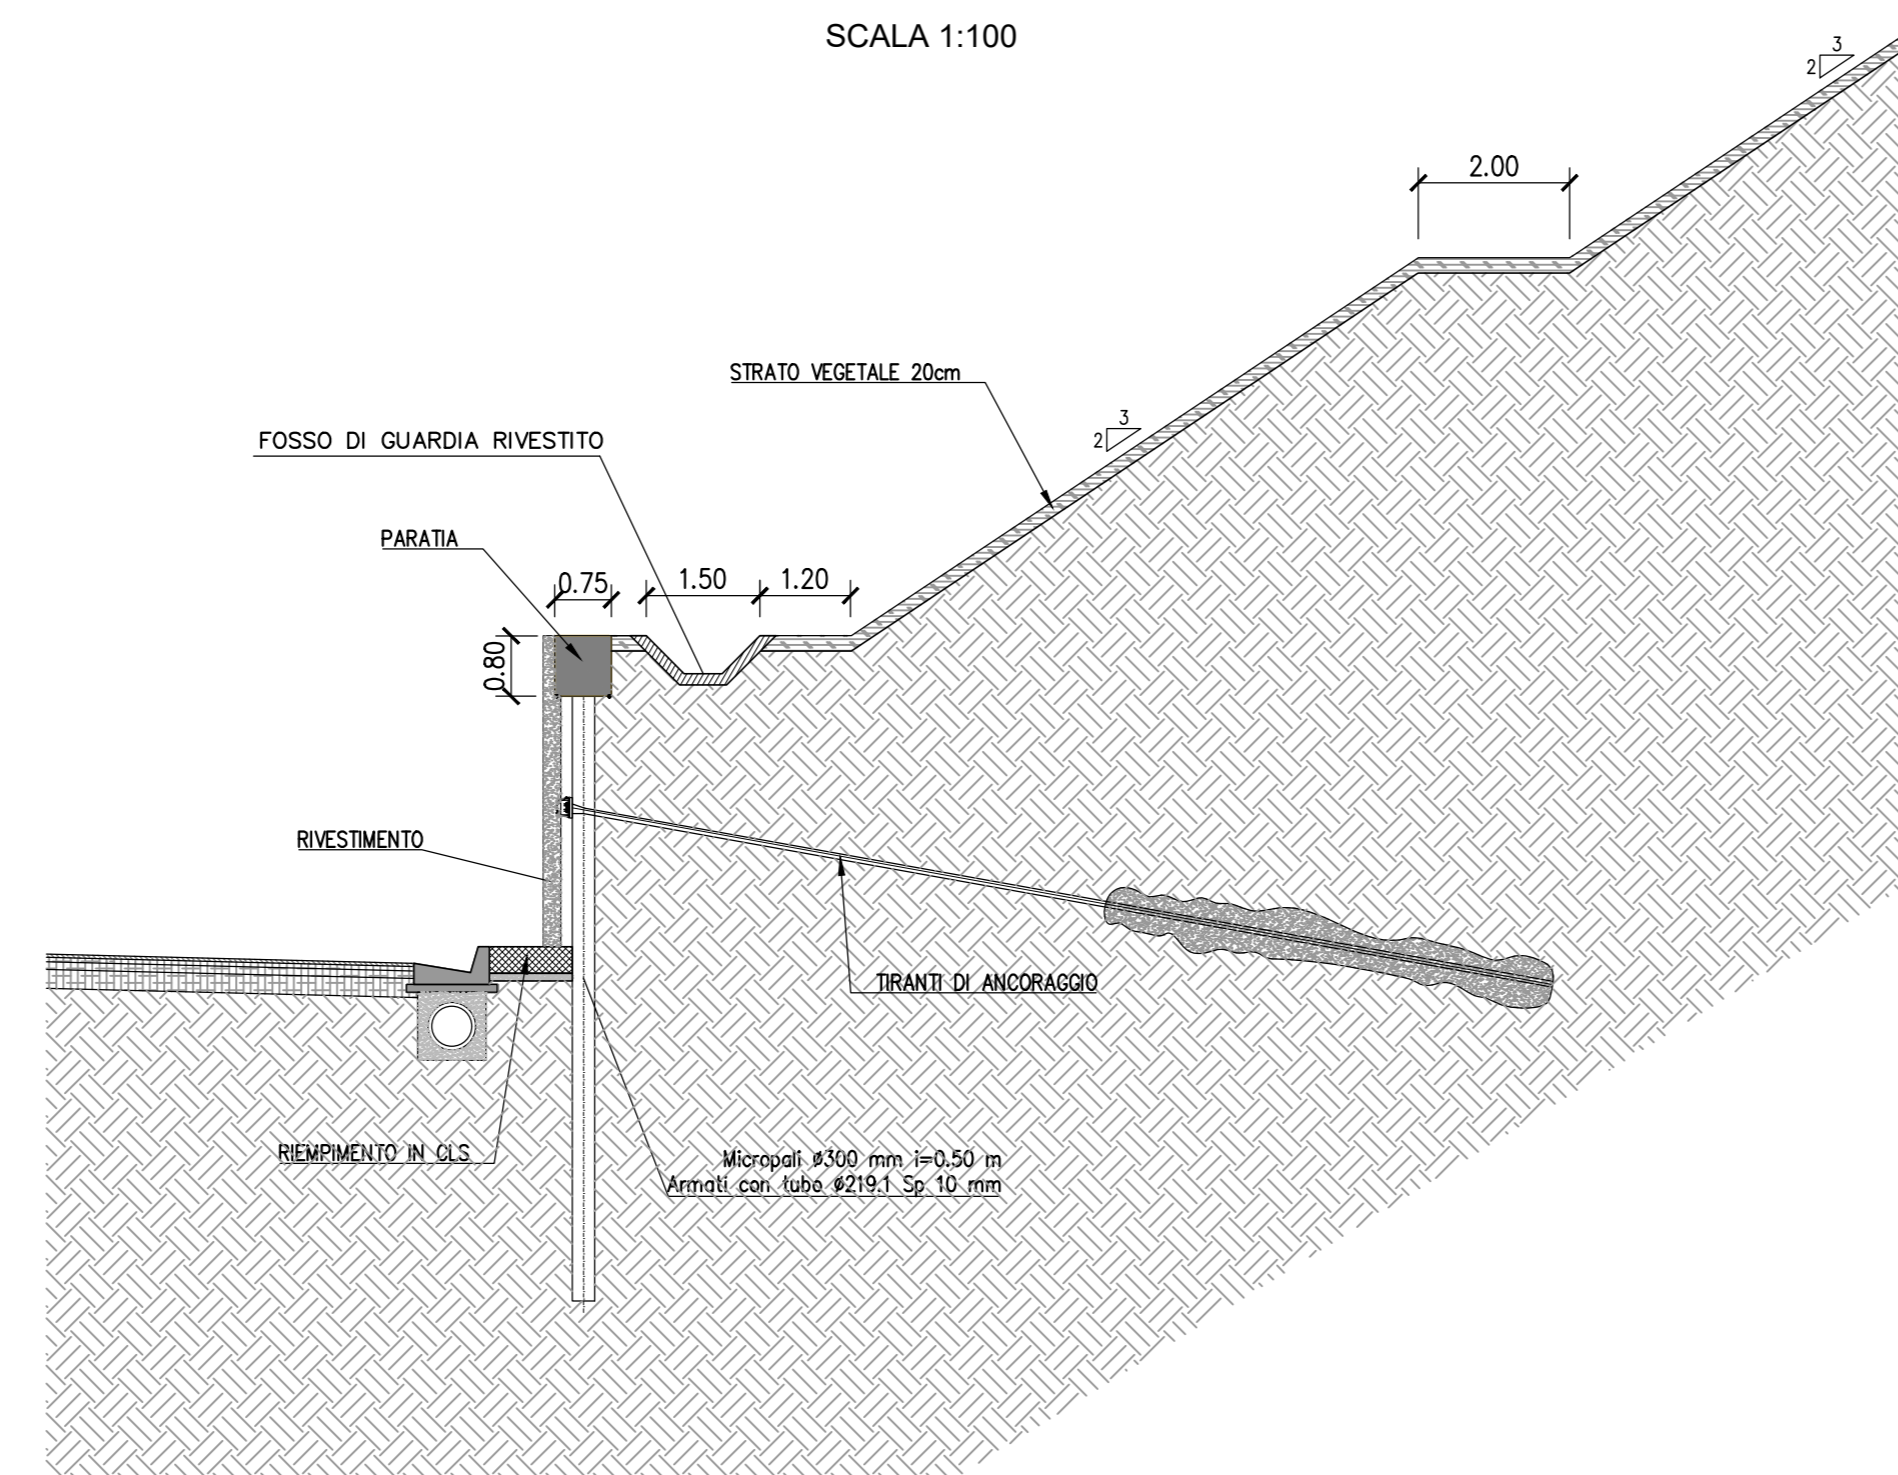 SCALA 1:100
3
2
2.00
STRATO VEGETALE 20cm
3
2
FOSSO DI GUARDIA RIVESTITO
PARATIA
0.75
1.50
1.20
0.80
RIVESTIMENTO
TIRANTI DI ANCORAGGIO
RIEMPIMENTO IN CLS
Micropali Ø300 mm i=0.50 m
Armati con tubo Ø219.1 Sp 10 mm